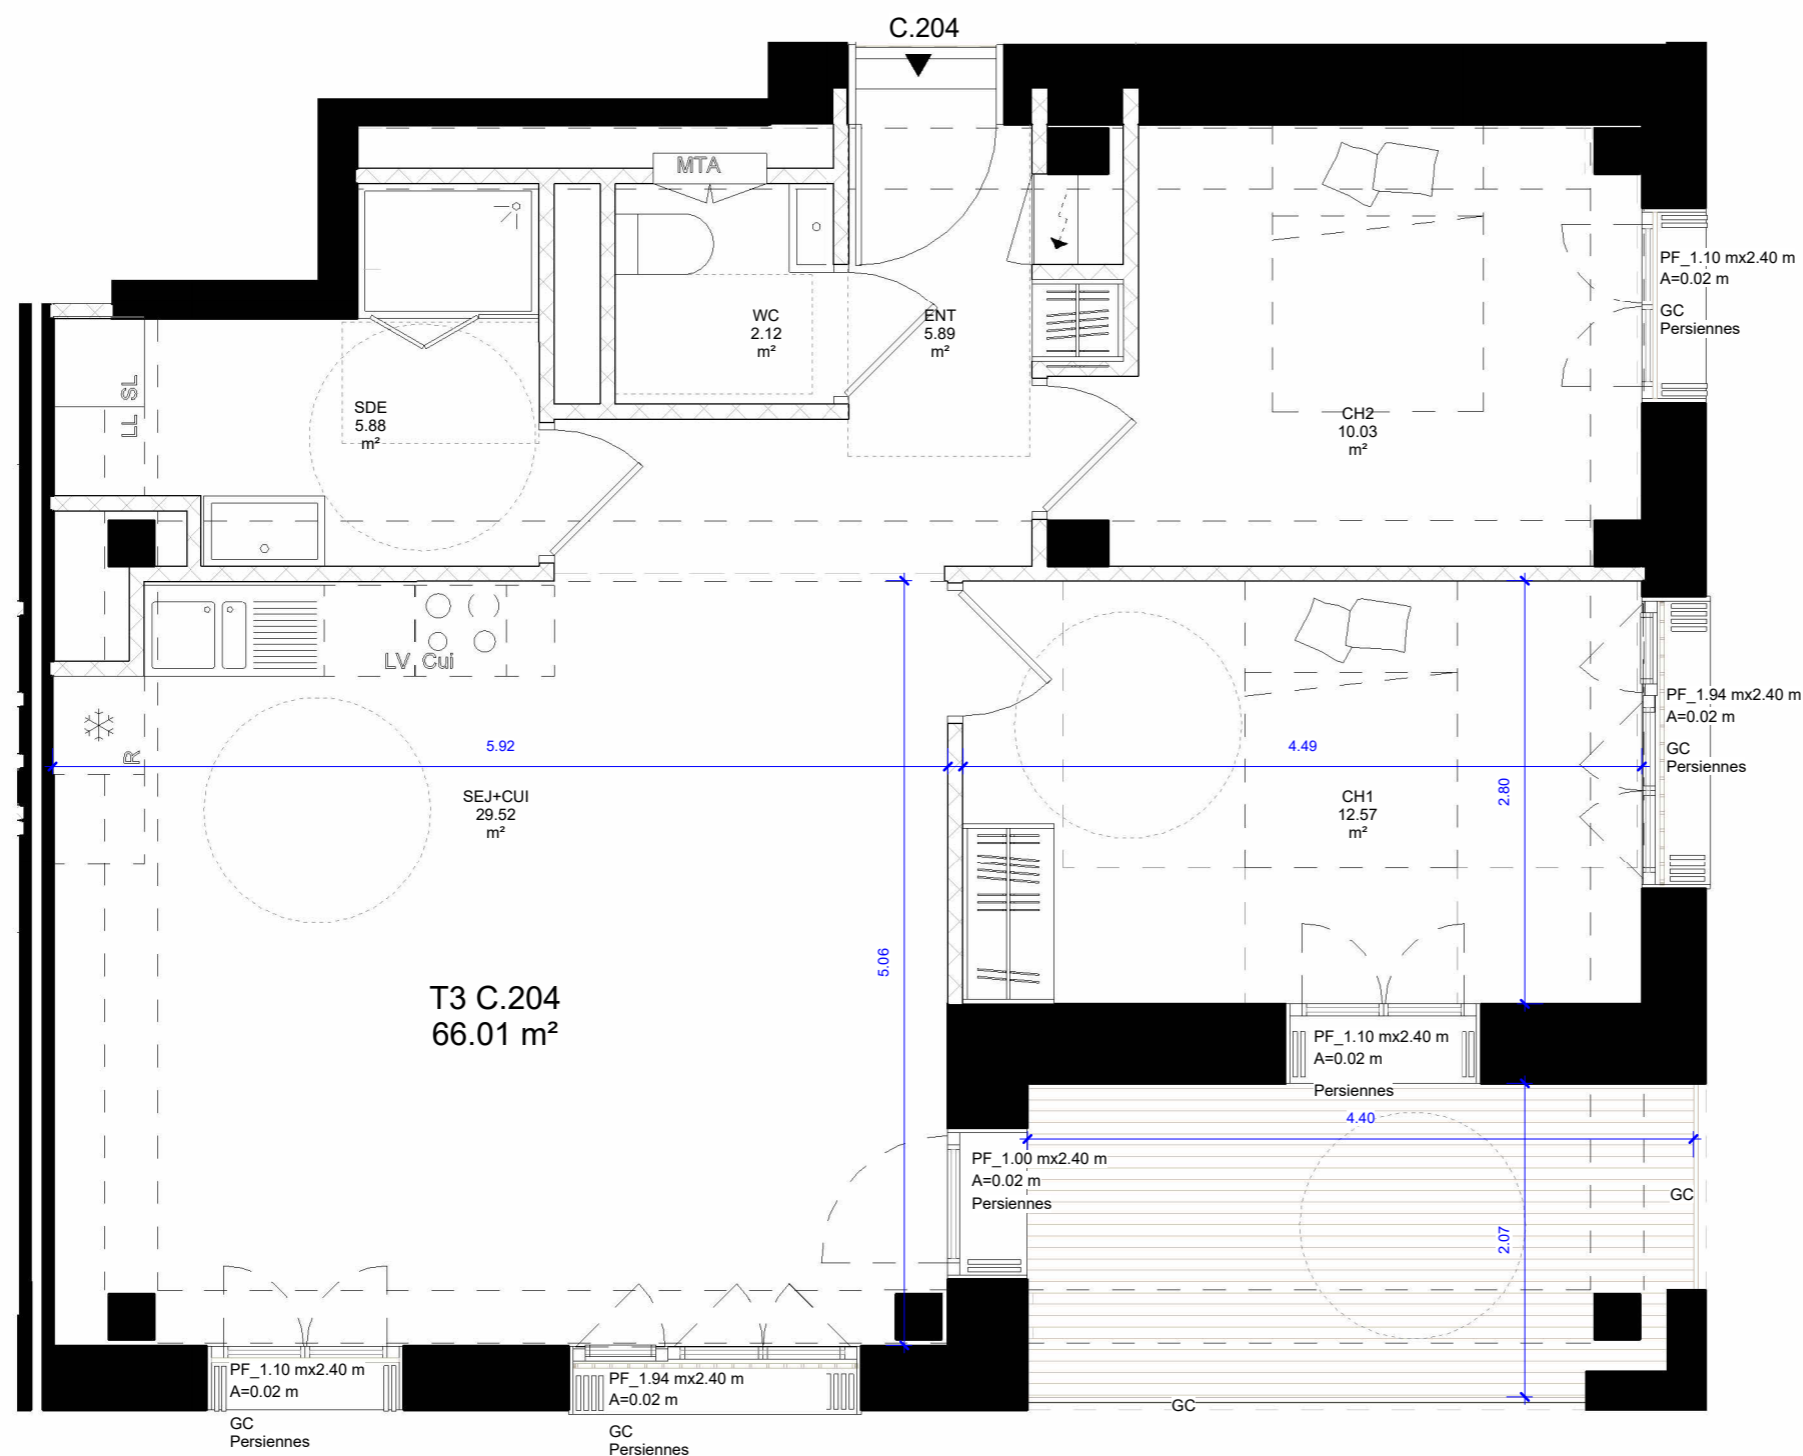 C.204
MTA
PF_1.10 mx2.40 m
A=0.02 m
GC
Persiennes
WC
2.12
m²
ENT
5.89
m²
LL SL
SDE
5.88
m²
CH2
10.03
m²
LV Cui
R
5.92
4.49
PF_1.94 mx2.40 m
A=0.02 m
GC
Persiennes
2.80
SEJ+CUI
29.52
m²
CH1
12.57
m²
5.06
T3 C.204
66.01 m²
PF_1.10 mx2.40 m
A=0.02 m
Persiennes
4.40
PF_1.00 mx2.40 m
A=0.02 m
Persiennes
GC
2.07
PF_1.10 mx2.40 m
A=0.02 m
GC
Persiennes
PF_1.94 mx2.40 m
A=0.02 m
GC
Persiennes
GC